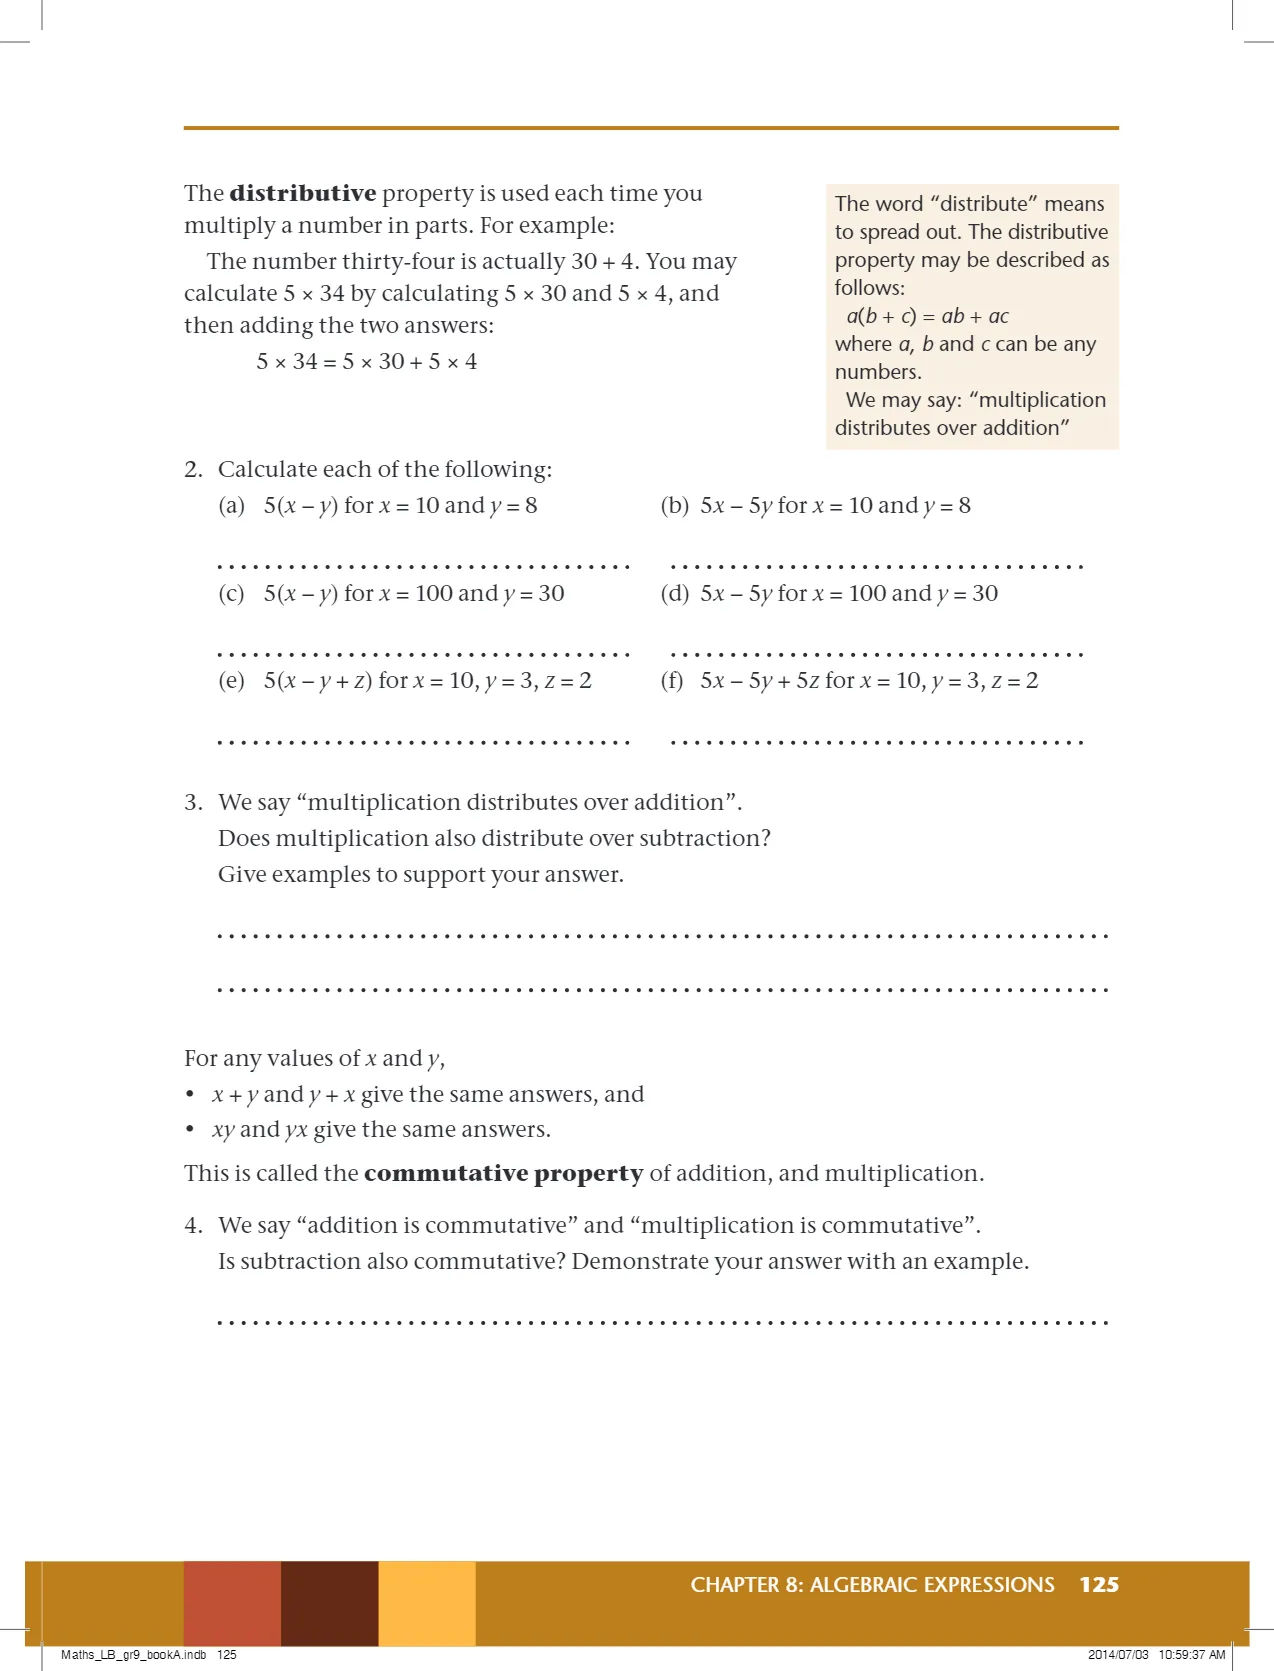 The distributive property is used each time you
multiply a number in parts. For example:
The number thirty-four is actually 30 + 4. You may
calculate 5 × 34 by calculating 5 × 30 and 5 × 4, and
then adding the two answers:
5 × 34 = 5 × 30 + 5 × 4
The word “distribute” means
to spread out. The distributive
property may be described as
follows:
a(b + c) = ab + ac
where a, b and c can be any
numbers.
We may say: “multiplication
distributes over addition”
2. Calculate each of the following:
(a) 5(x – y) for x = 10 and y = 8
(b) 5x – 5y for x = 10 and y = 8
(c) 5(x – y) for x = 100 and y = 30
(d) 5x – 5y for x = 100 and y = 30
(e) 5(x – y + z) for x = 10, y = 3, z = 2
(f) 5x – 5y + 5z for x = 10, y = 3, z = 2
3. We say “multiplication distributes over addition”.
Does multiplication also distribute over subtraction?
Give examples to support your answer.
For any values of x and y,
• x + y and y + x give the same answers, and
• xy and yx give the same answers.
This is called the commutative property of addition, and multiplication.
4. We say “addition is commutative” and “multiplication is commutative”.
Is subtraction also commutative? Demonstrate your answer with an example.
CHAPTER 8: ALGEBRAIC EXPRESSIONS 125
Maths_LB_gr9_bookA.indb 125
2014/07/03 10:59:37 AM